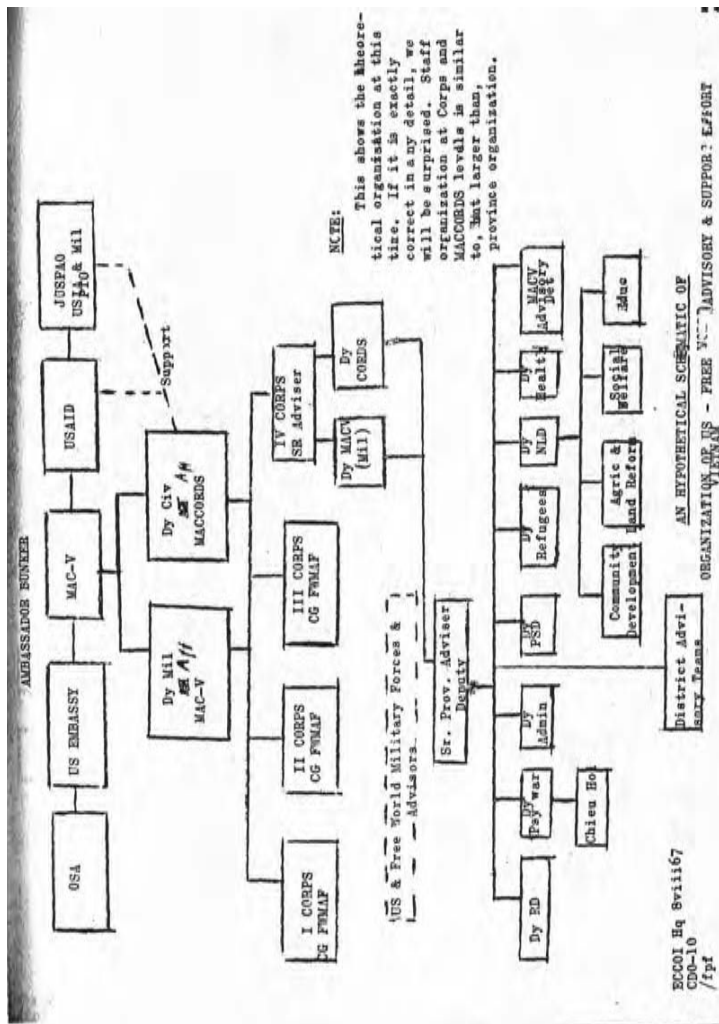 AMBASSADOR BUNKER
OSA
US EMBASSY
MAC-V
USAID
JUSPAO
USIA & Mil
PIO
Support
Dy Mil
Aff
MAC-V
Dy Civ
Aff
MACCORDS
I CORPS
CG FWMAF
II CORPS
CG FWMAF
III CORPS
CG FWMAF
IV CORPS
SR Adviser
Dy MACV
(Mil)
Dy
CORDS
NOTE:
This shows the theore-
tical organization at this
time. If it is exactly
correct in any detail, we
will be surprised. Staff
organization at Corps and
MACCORDS levels is similar
to, but larger than,
province organization.
US & Free World Military Forces &
Advisors
Sr. Prov. Adviser
Deputy
Dy RD
Dy
Psy war
Dy
Admin
Dy
PSD
Dy
Refugees
Dy
NLD
Dy
Health
MACV
Advisory
Det
Chieu Hoi
Community
Development
Agric &
Land Reform
Social
Welfare
Educ
District Advi-
sory Teams
ECCOI Hq 8viii67
CDO-10
/fpf
AN HYPOTHETICAL SCHEMATIC OF
ORGANIZATION OF US - FREE ADVISORY & SUPPORT EFFORT
VIETNAM